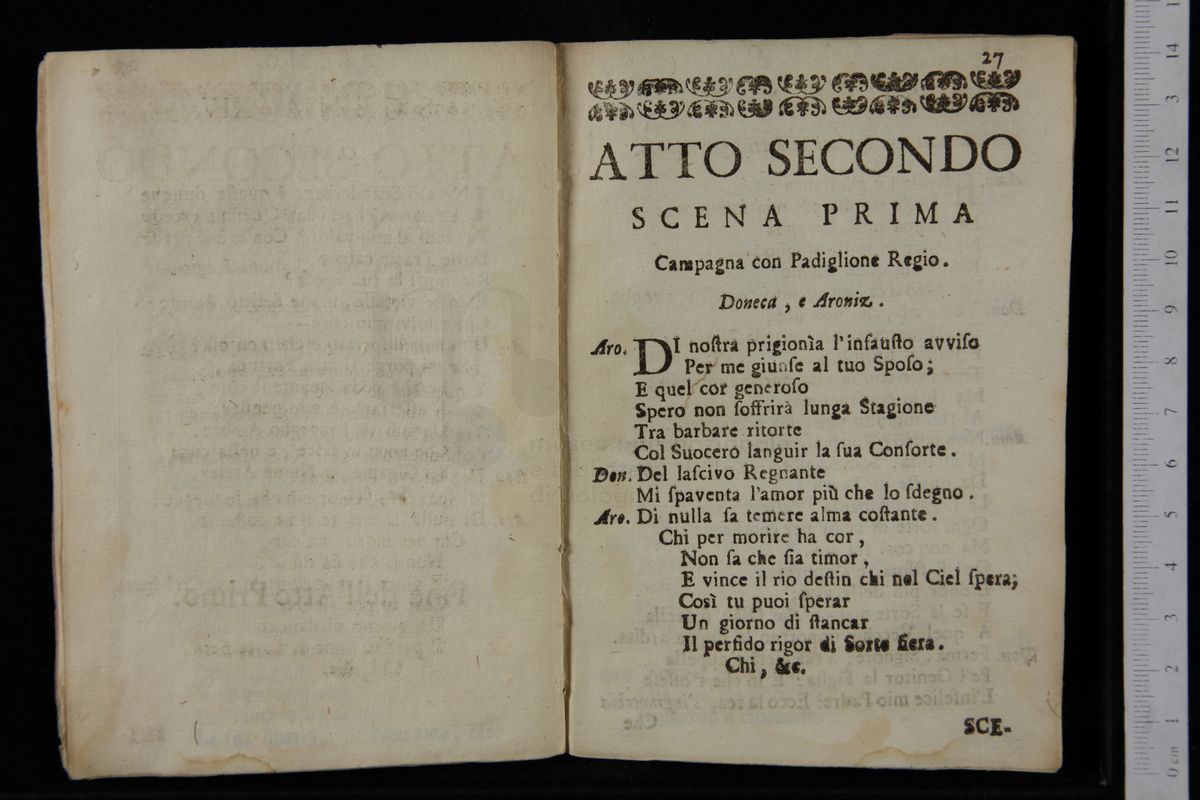 27
ATTO SECONDO
SCENA PRIMA
Campagna con Padiglione Regio.
Doneca, e Aroniz.
Aro. DI noſtra prigionìa l'infauſto avviſo
Per me giunſe al tuo Spoſo;
E quel cor generoſo
Spero non ſoffrirà lunga Stagione
Tra barbare ritorte
Col Suocero languir la ſua Conſorte.
Don. Del laſcivo Regnante
Mi ſpaventa l'amor più che lo ſdegno.
Aro. Di nulla ſa temere alma coſtante.
Chi per morire ha cor,
Non ſa che ſia timor,
E vince il rio deſtin chi nel Ciel ſpera;
Così tu puoi ſperar
Un giorno di ſtancar
Il perfido rigor di Sorte fiera.
Chi, &c.
SCE-